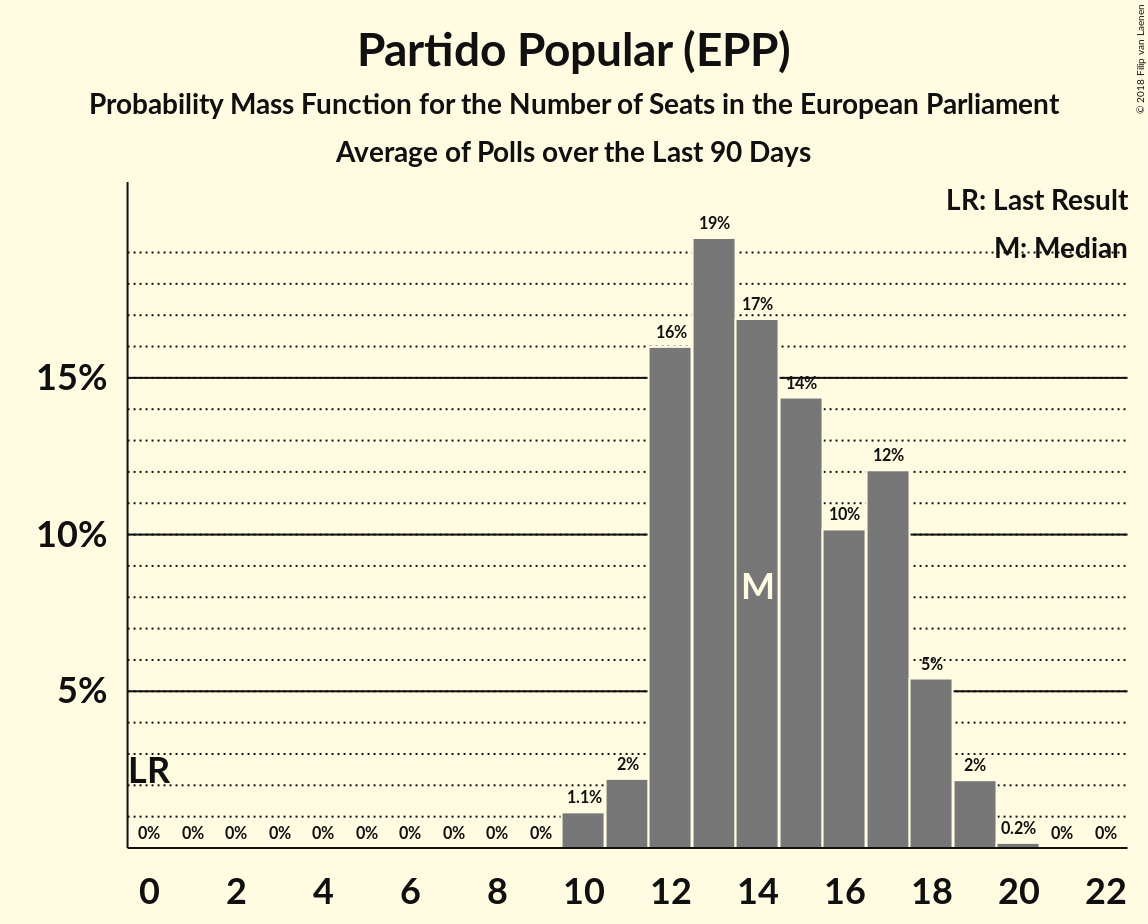 Partido Popular (EPP)
Probability Mass Function for the Number of Seats in the European Parliament
Average of Polls over the Last 90 Days
© 2018 Filip van Laenen
LR: Last Result
M: Median
19%
17%
16%
15%
14%
12%
10%
10%
M
5%
5%
LR
2%
2%
1.1%
0% 0% 0% 0% 0% 0% 0% 0% 0% 0% 0.2% 0% 0%
0 2 4 6 8 10 12 14 16 18 20 22